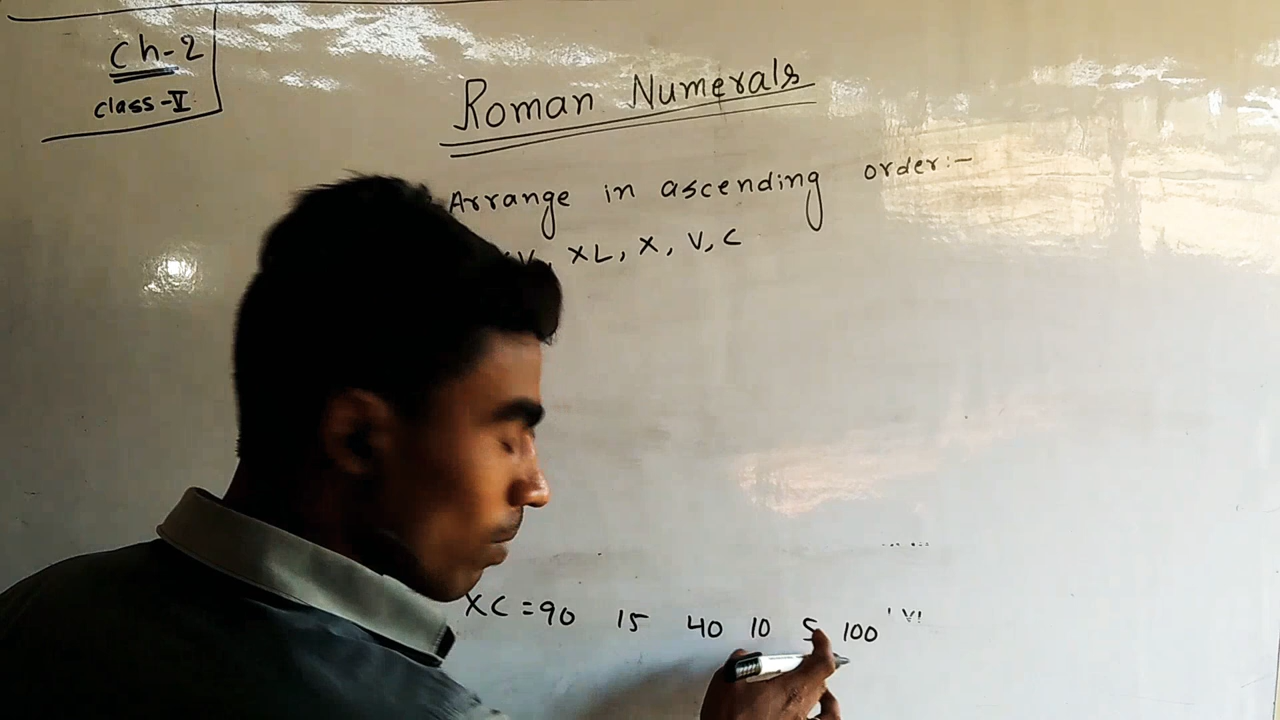 Ch-2
class-V
Roman Numerals
Arrange in ascending order:-
XL, X, V, C
XC = 90 15 40 10 5 100